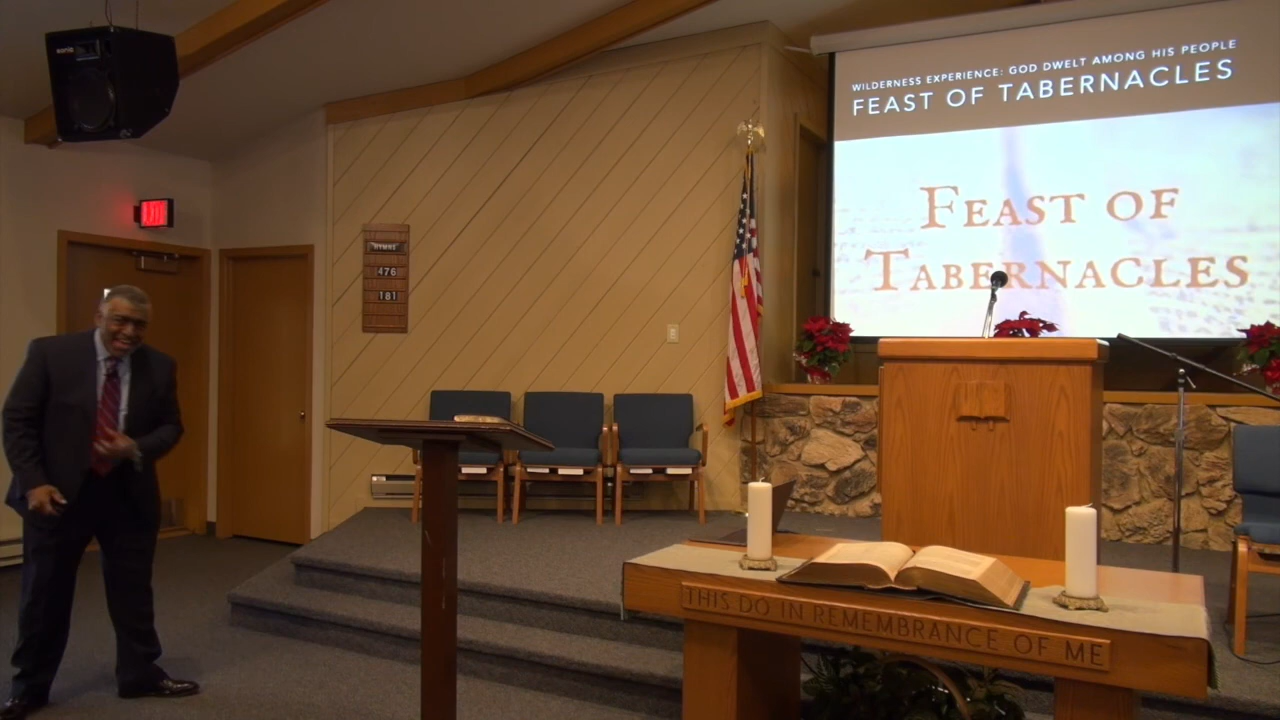 WILDERNESS EXPERIENCE: GOD DWELT AMONG HIS PEOPLE
FEAST OF TABERNACLES
FEAST OF
TABERNACLES
EXIT
HYMNS
476
181
THIS DO IN REMEMBRANCE OF ME